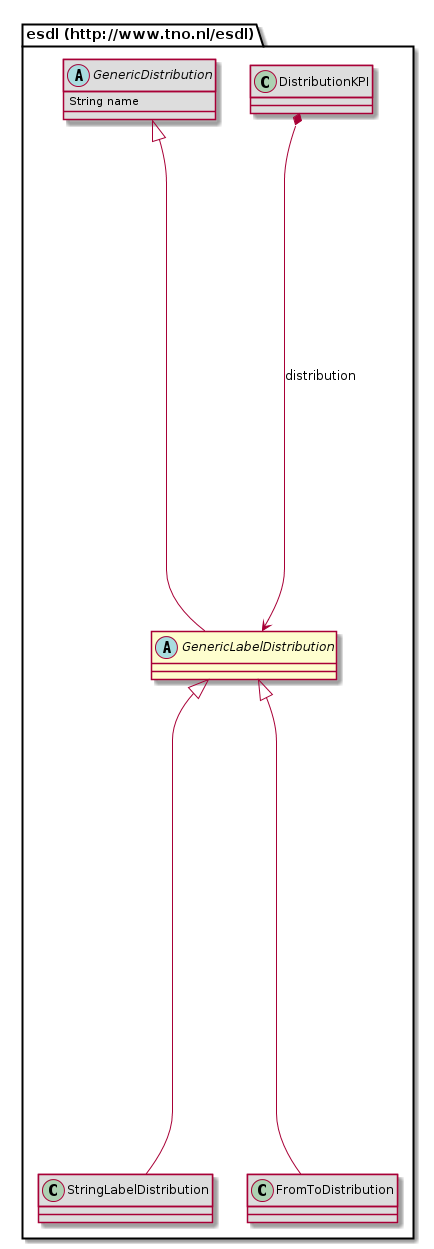 esdl (http://www.tno.nl/esdl)
A GenericDistribution
String name
C DistributionKPI
distribution
A GenericLabelDistribution
C StringLabelDistribution
C FromToDistribution